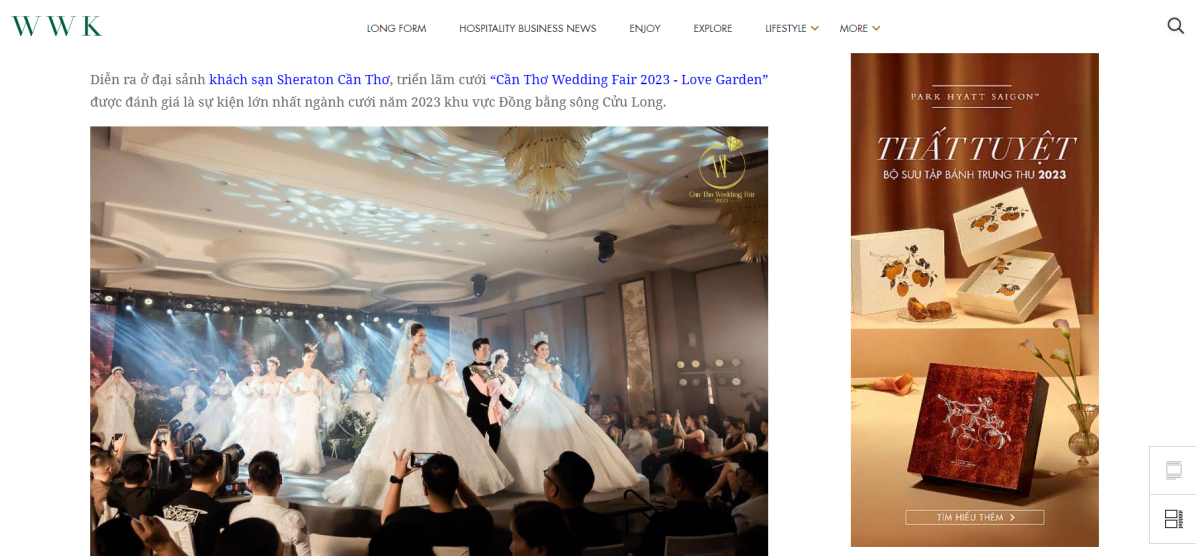 WWK
LONG FORM
HOSPITALITY BUSINESS NEWS
ENJOY
EXPLORE
LIFESTYLE
MORE
Diễn ra ở đại sảnh khách sạn Sheraton Cần Thơ, triển lãm cưới “Cần Thơ Wedding Fair 2023 - Love Garden”
được đánh giá là sự kiện lớn nhất ngành cưới năm 2023 khu vực Đồng bằng sông Cửu Long.
Cần Thơ Wedding Fair
2023
PARK HYATT SAIGON™
THẤT TUYỆT
BỘ SƯU TẬP BÁNH TRUNG THU 2023
TÌM HIỂU THÊM